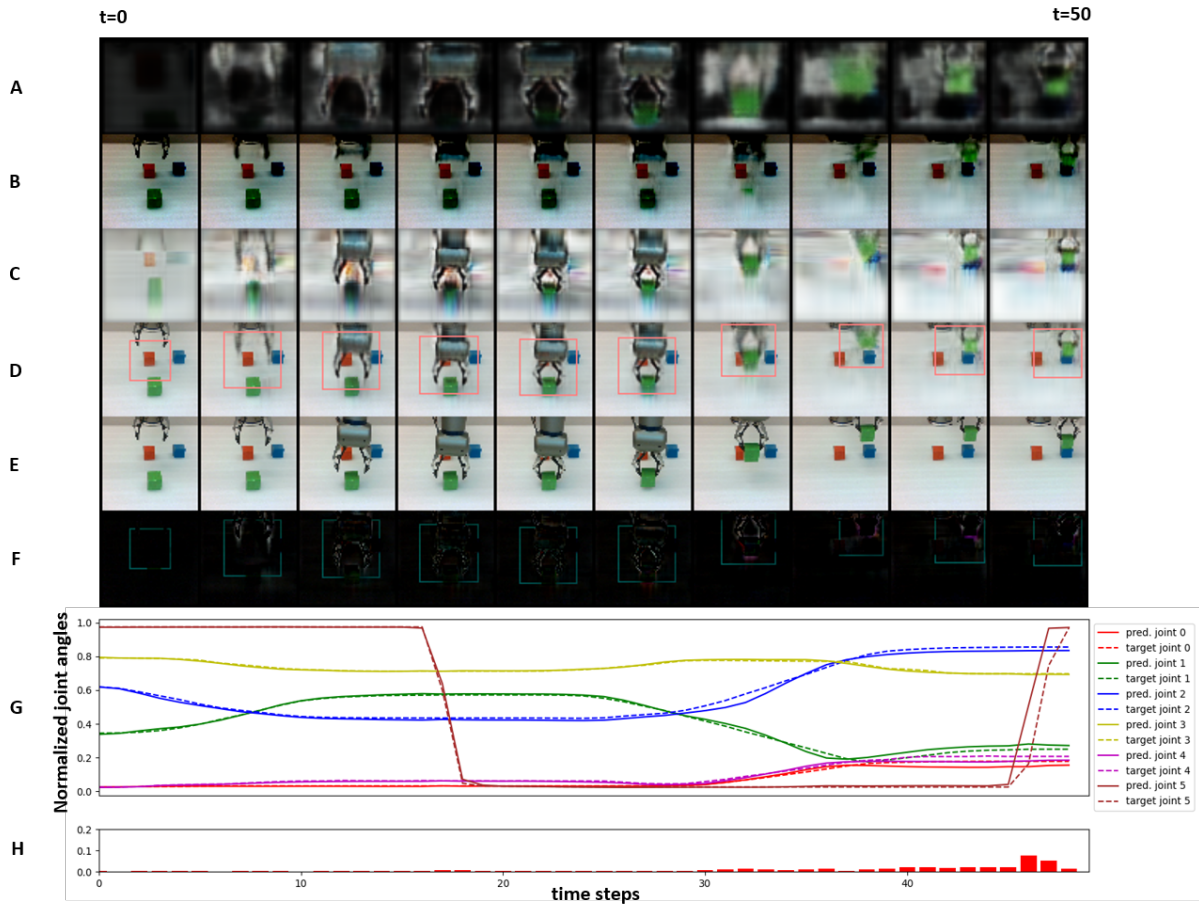 t=0
t=50
A
B
C
D
E
F
G
H
Normalized joint angles
1.0
0.8
0.6
0.4
0.2
0.0
pred. joint 0
target joint 0
pred. joint 1
target joint 1
pred. joint 2
target joint 2
pred. joint 3
target joint 3
pred. joint 4
target joint 4
pred. joint 5
target joint 5
0.2
0.1
0.0
0
10
20
30
40
time steps